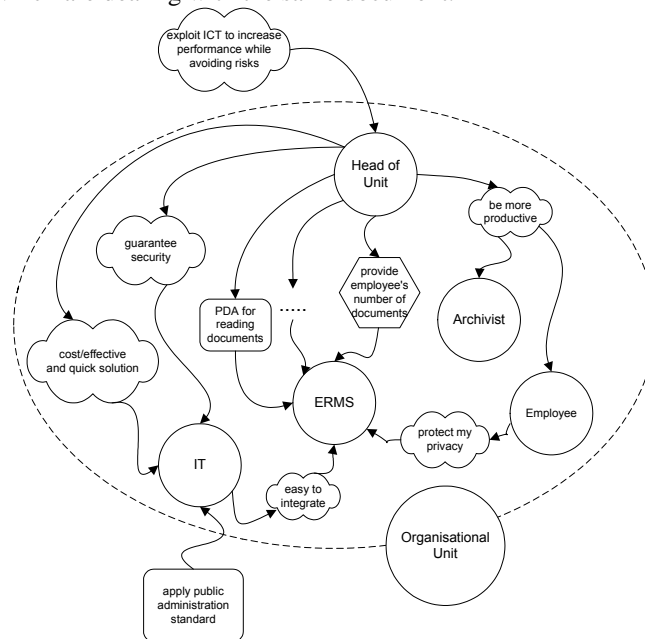 exploit ICT to increase
performance while
avoiding risks
Head of
Unit
be more
productive
guarantee
security
provide
employee's
number of
documents
PDA for
reading
documents
.....
Archivist
cost/effective
and quick solution
ERMS
Employee
protect my
privacy
IT
easy to
integrate
Organisational
Unit
apply public
administration
standard